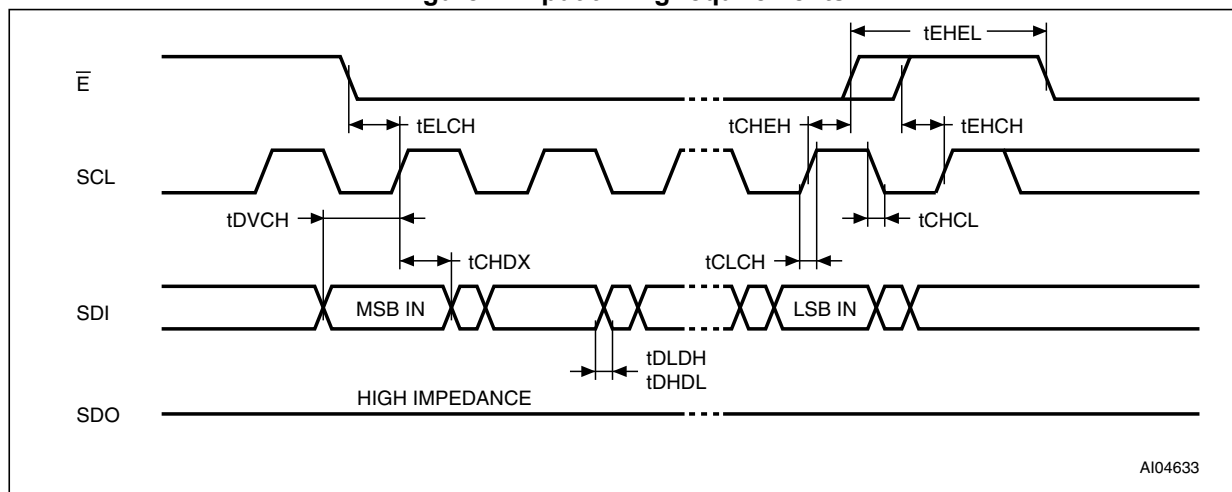 tEHEL
E
tELCH
tCHEH
tEHCH
SCL
tDVCH
tCHCL
tCHDX
tCLCH
SDI
MSB IN
LSB IN
tDLDH
tDHDL
HIGH IMPEDANCE
SDO
AI04633